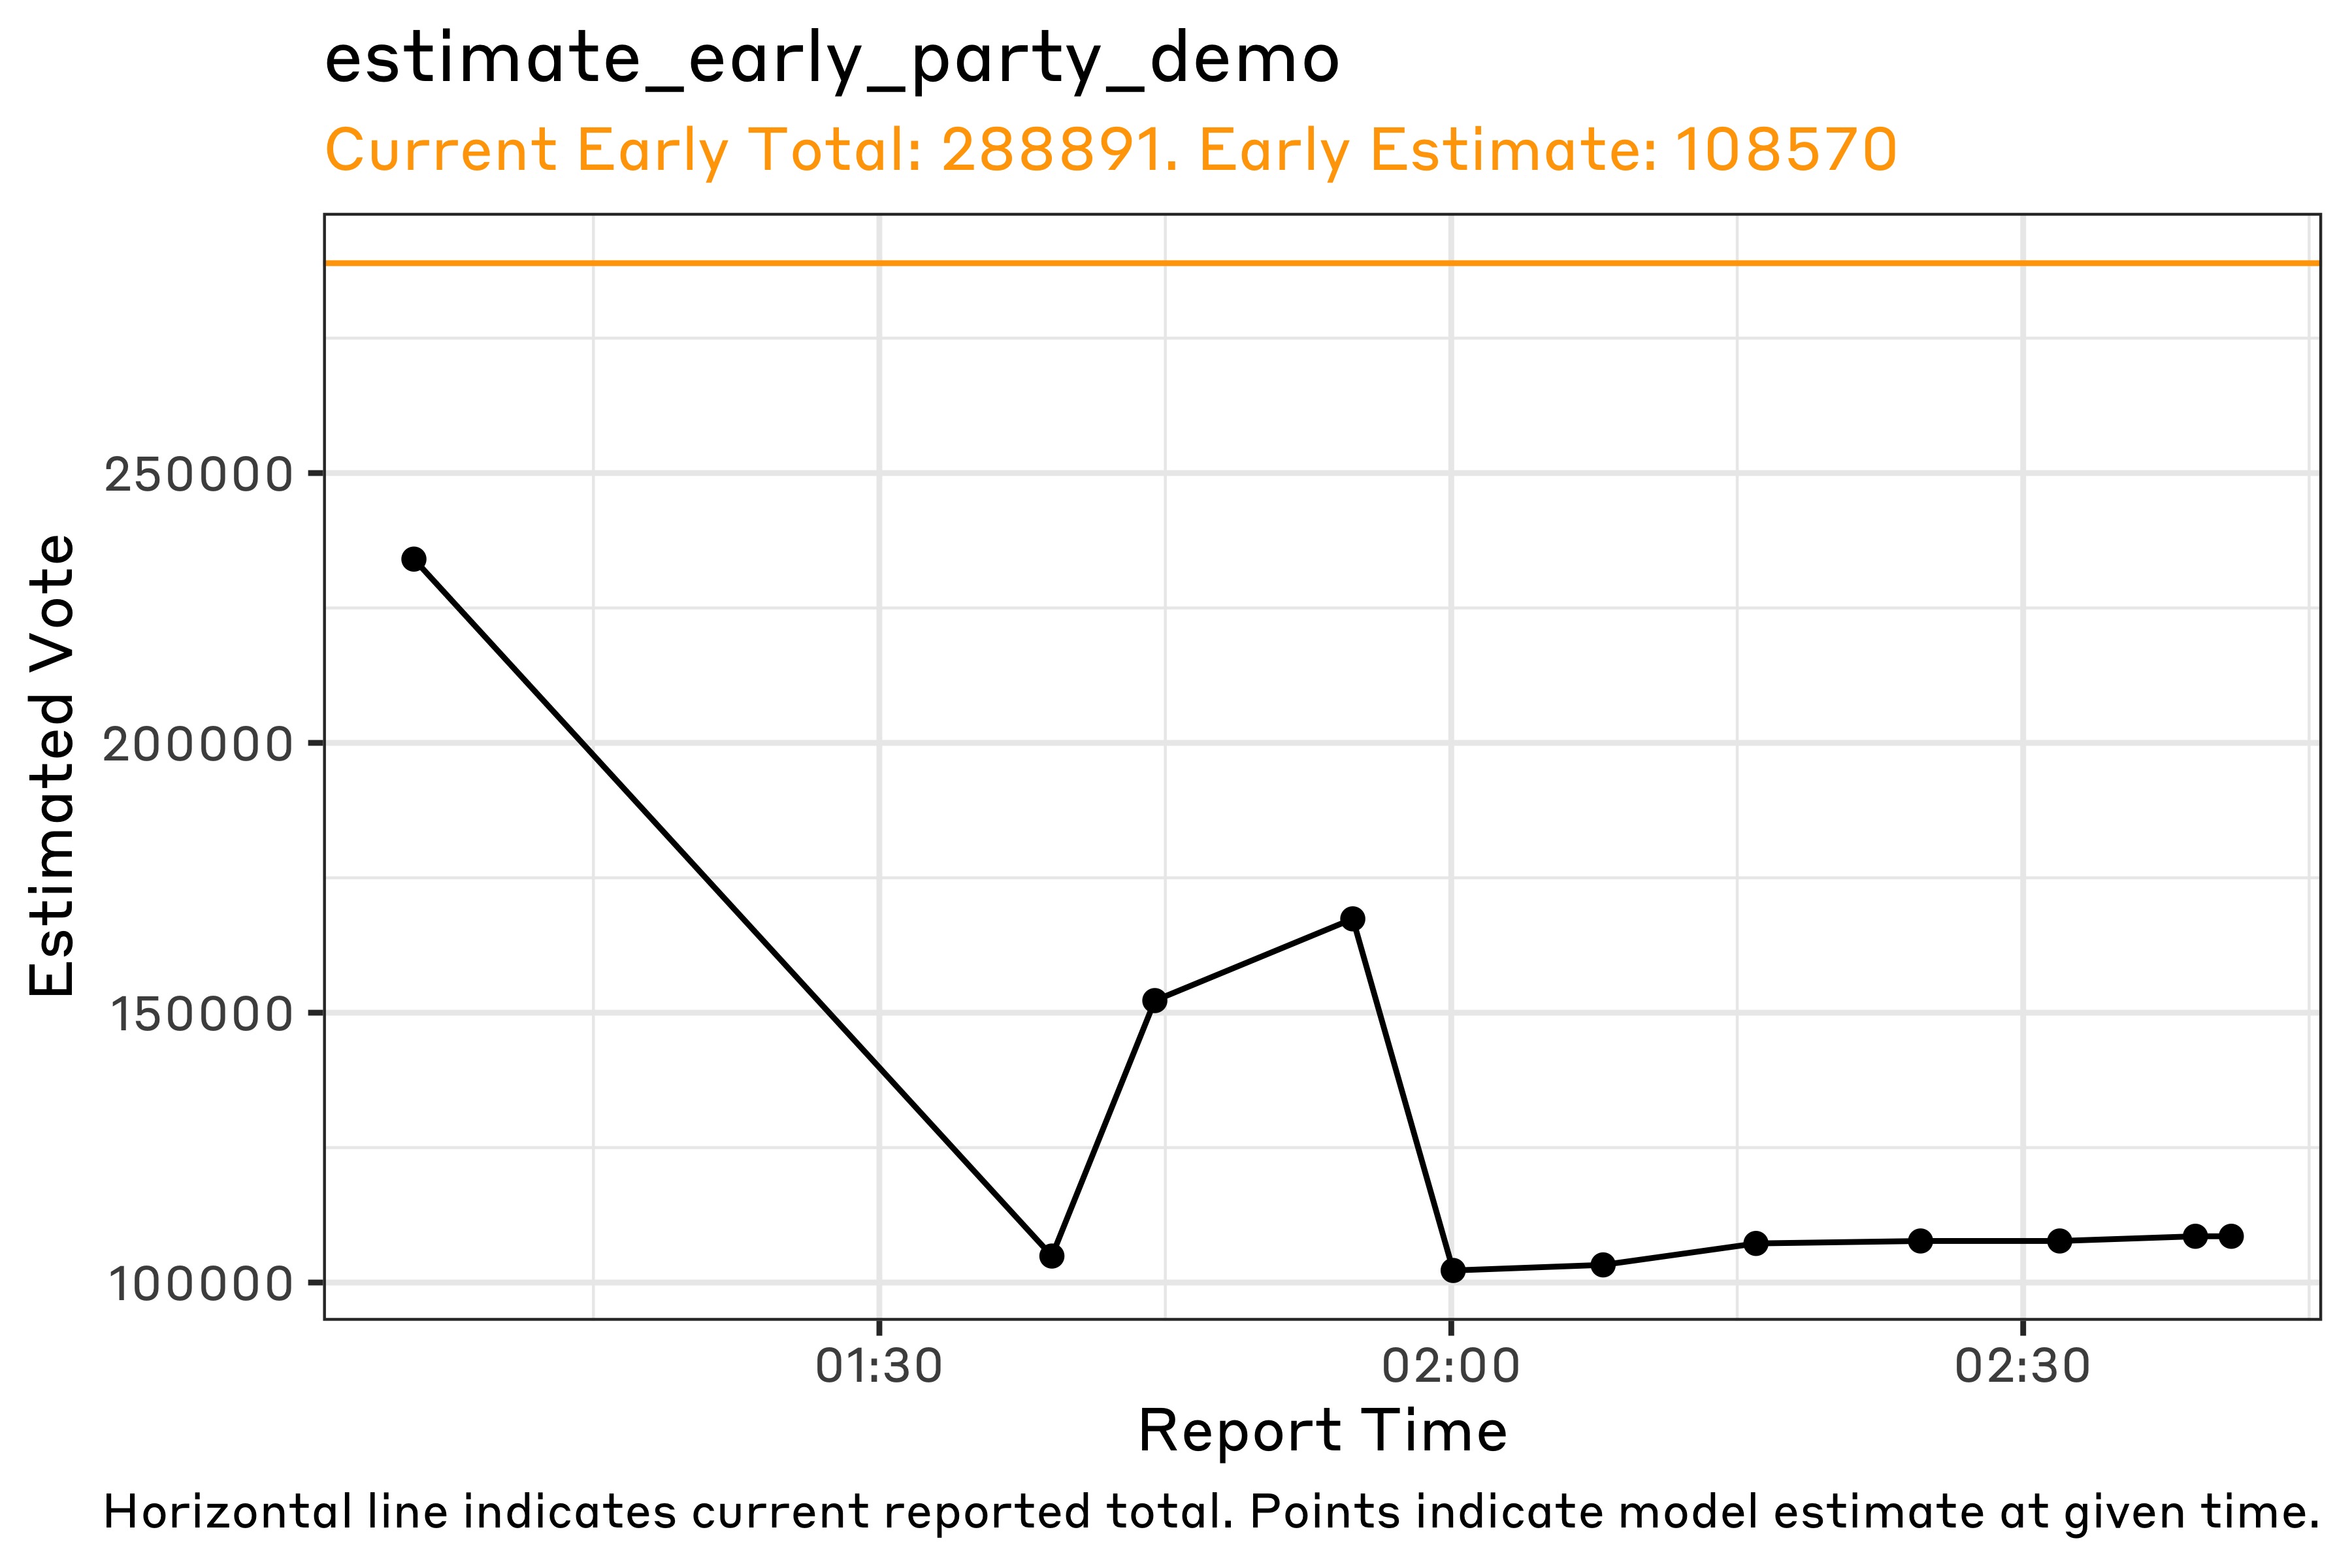 estimate_early_party_demo
Current Early Total: 288891. Early Estimate: 108570
Estimated Vote
250000
200000
150000
100000
01:30 02:00 02:30
Report Time
Horizontal line indicates current reported total. Points indicate model estimate at given time.